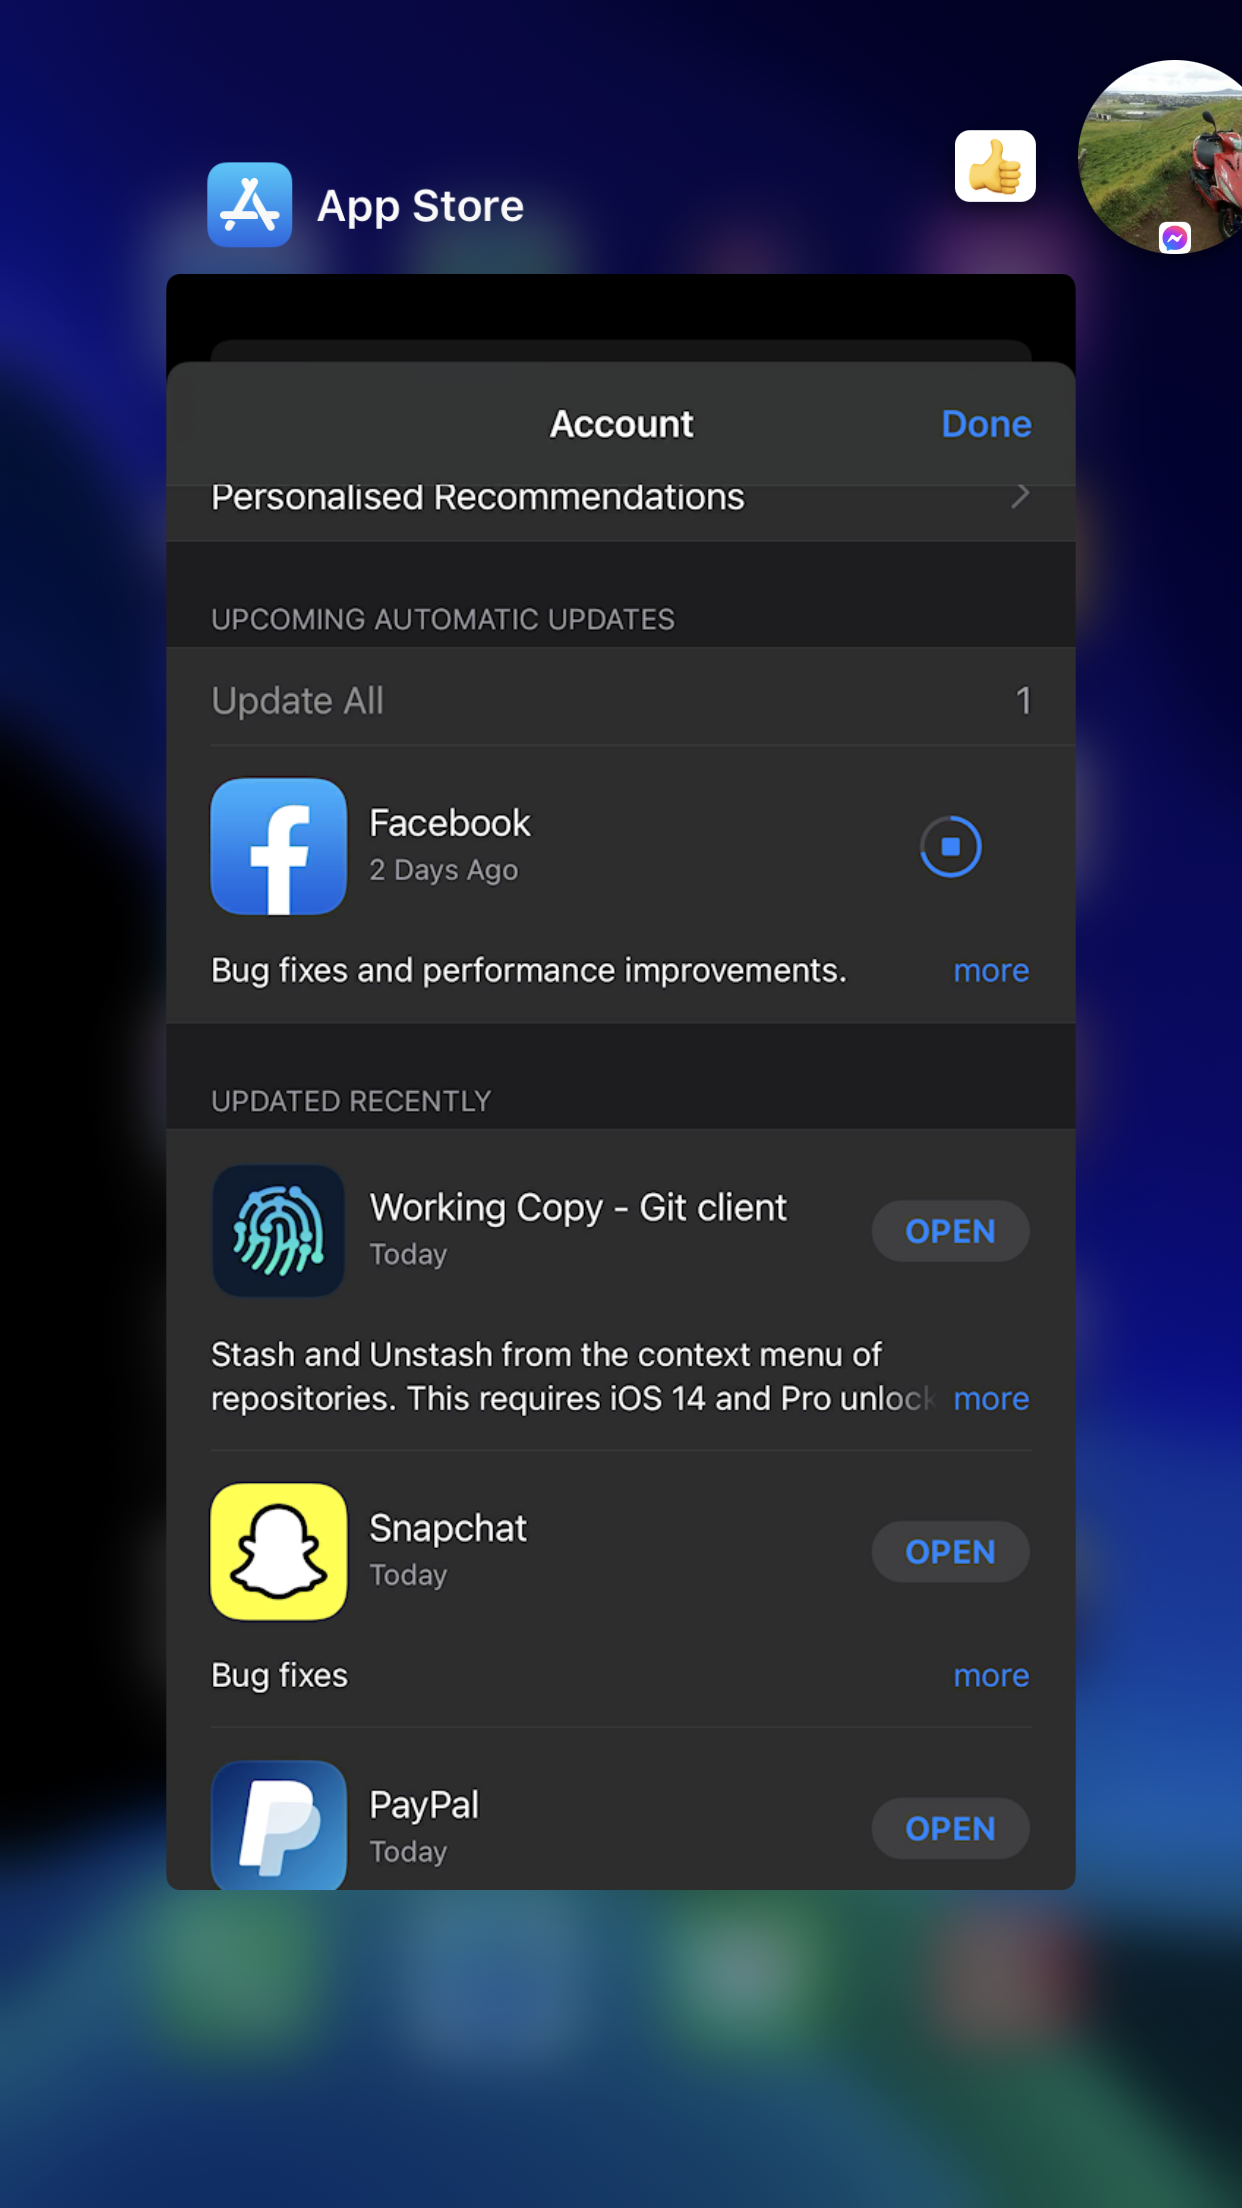 App Store
Account
Done
Personalised Recommendations
UPCOMING AUTOMATIC UPDATES
Update All
1
Facebook
2 Days Ago
Bug fixes and performance improvements.
more
UPDATED RECENTLY
Working Copy - Git client
Today
OPEN
Stash and Unstash from the context menu of
repositories. This requires iOS 14 and Pro unlock
more
Snapchat
Today
OPEN
Bug fixes
more
PayPal
Today
OPEN